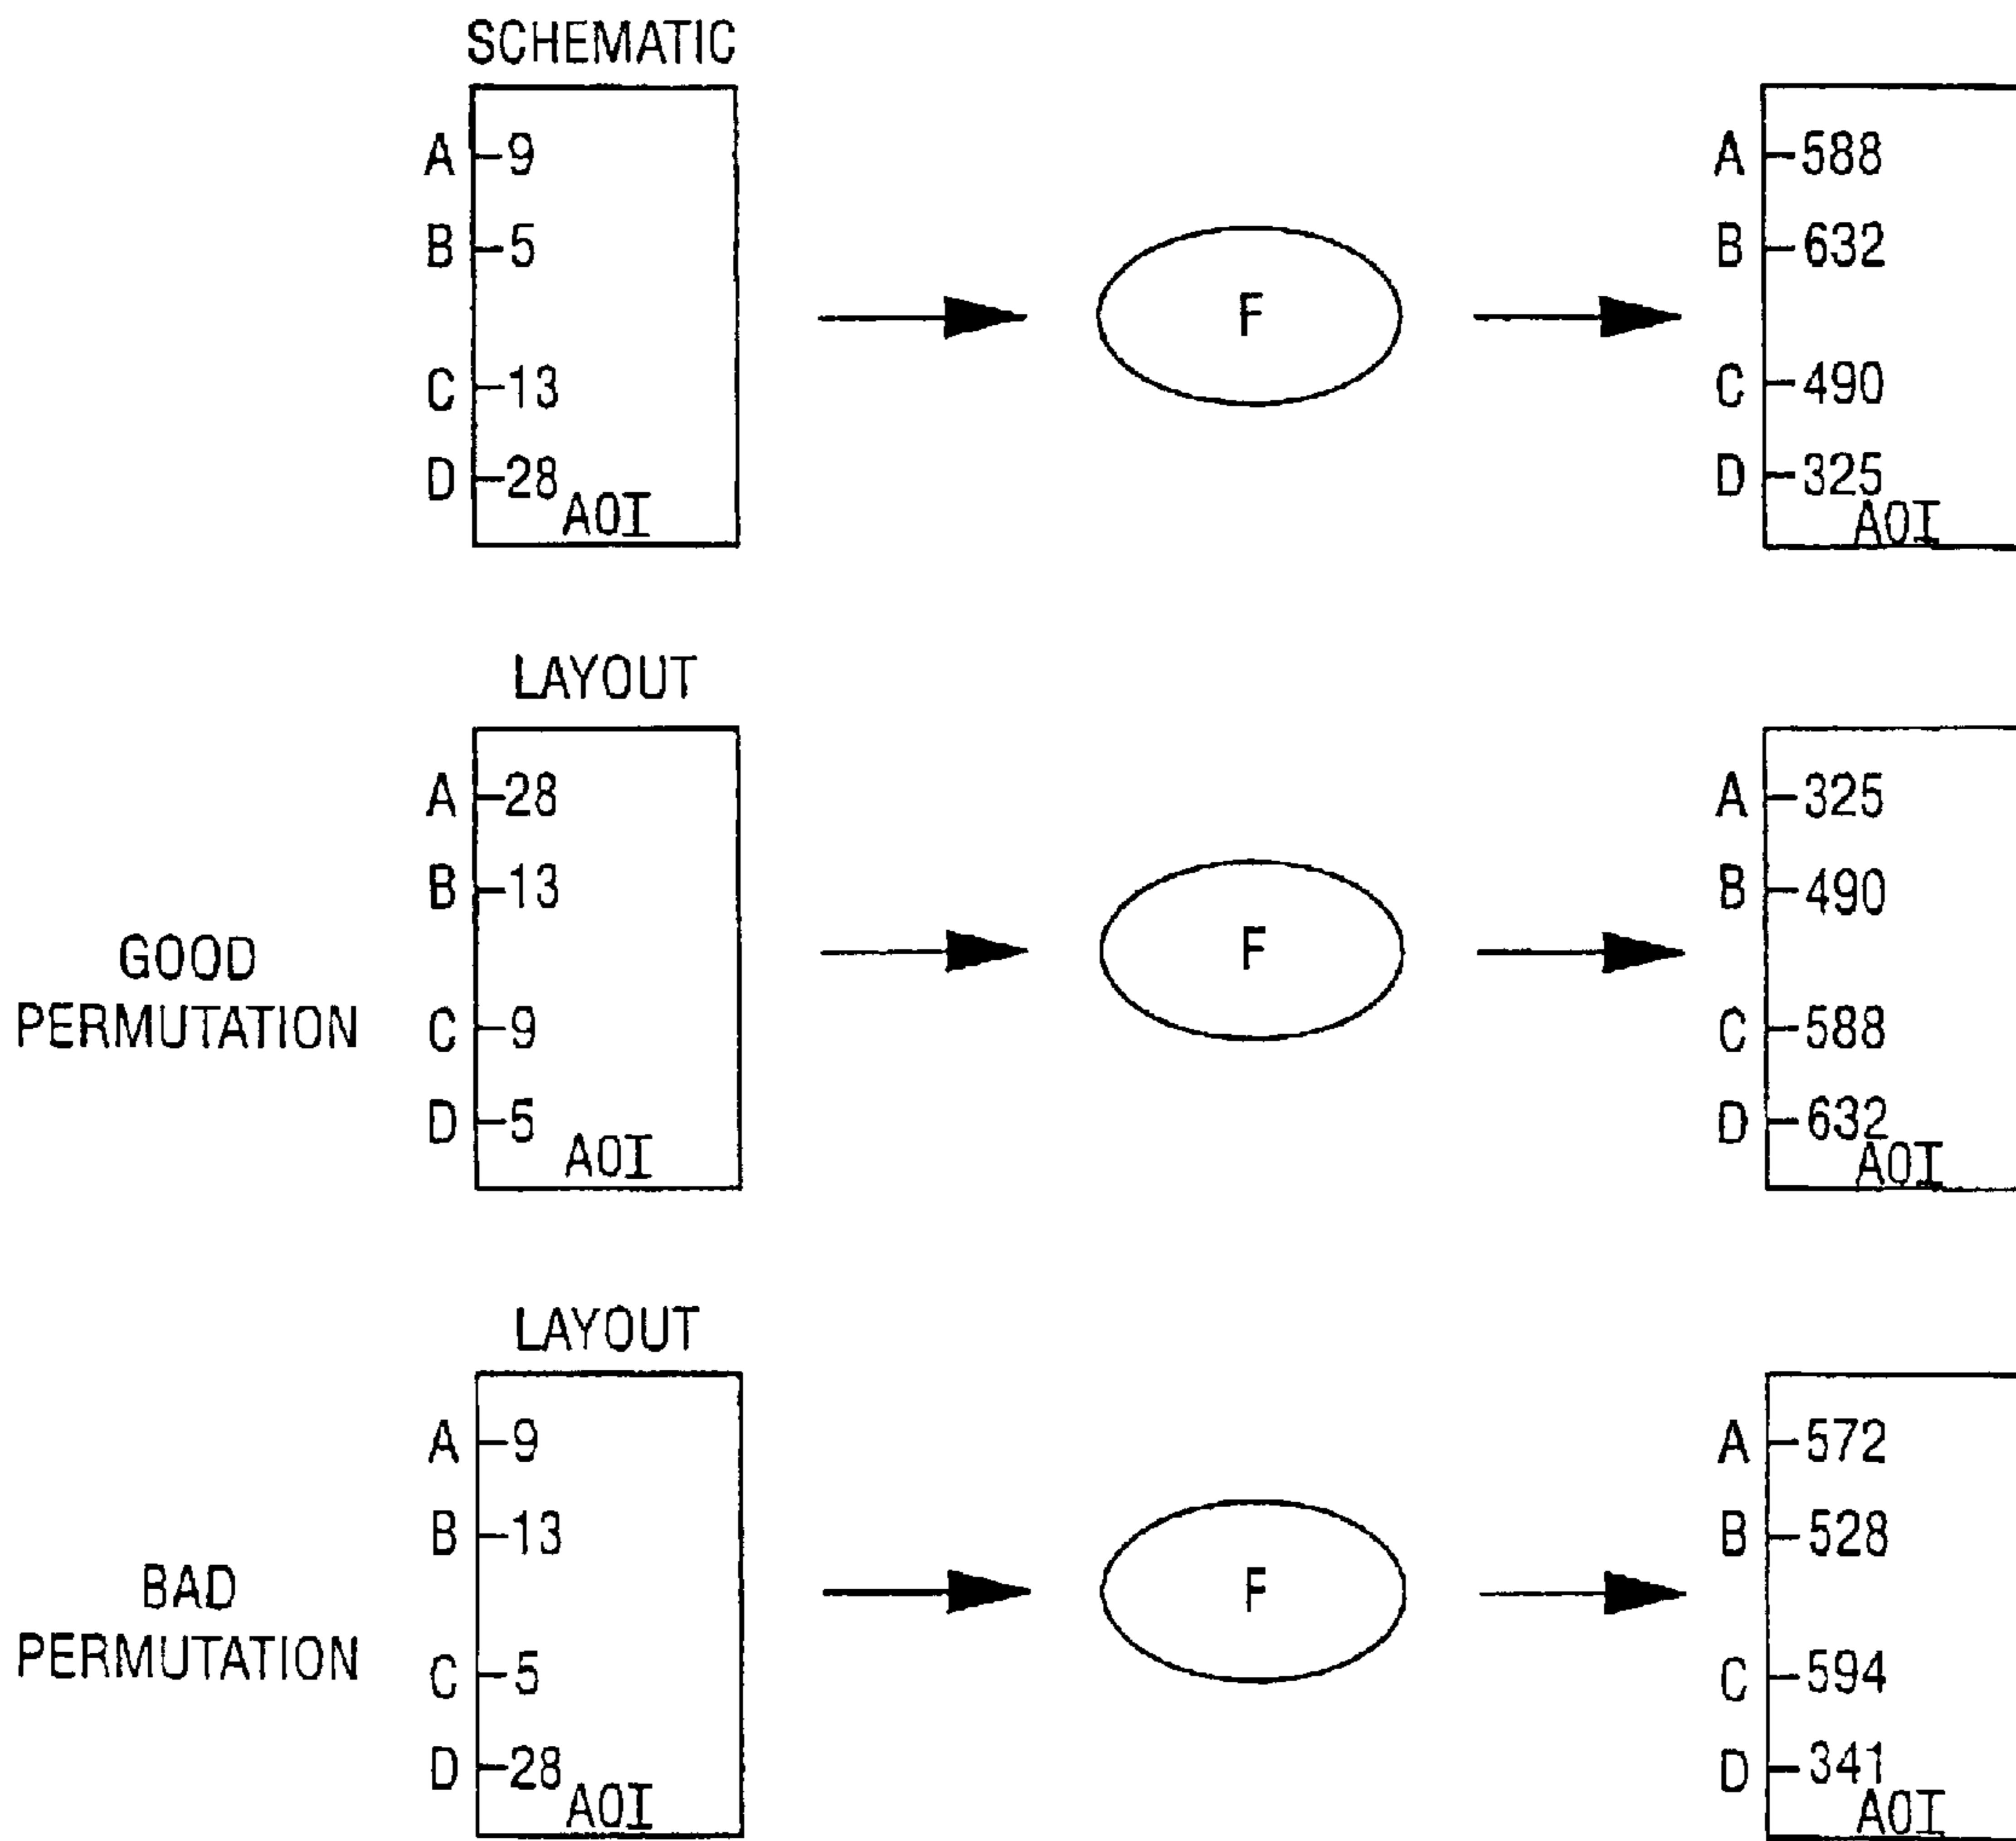 SCHEMATIC
A 9
B 5
C 13
D 28
AOI
F
A 588
B 632
C 490
D 325
AOI
LAYOUT
GOOD
PERMUTATION
A 28
B 13
C 9
D 5
AOI
F
A 325
B 490
C 588
D 632
AOI
LAYOUT
BAD
PERMUTATION
A 9
B 13
C 5
D 28
AOI
F
A 572
B 528
C 594
D 341
AOI